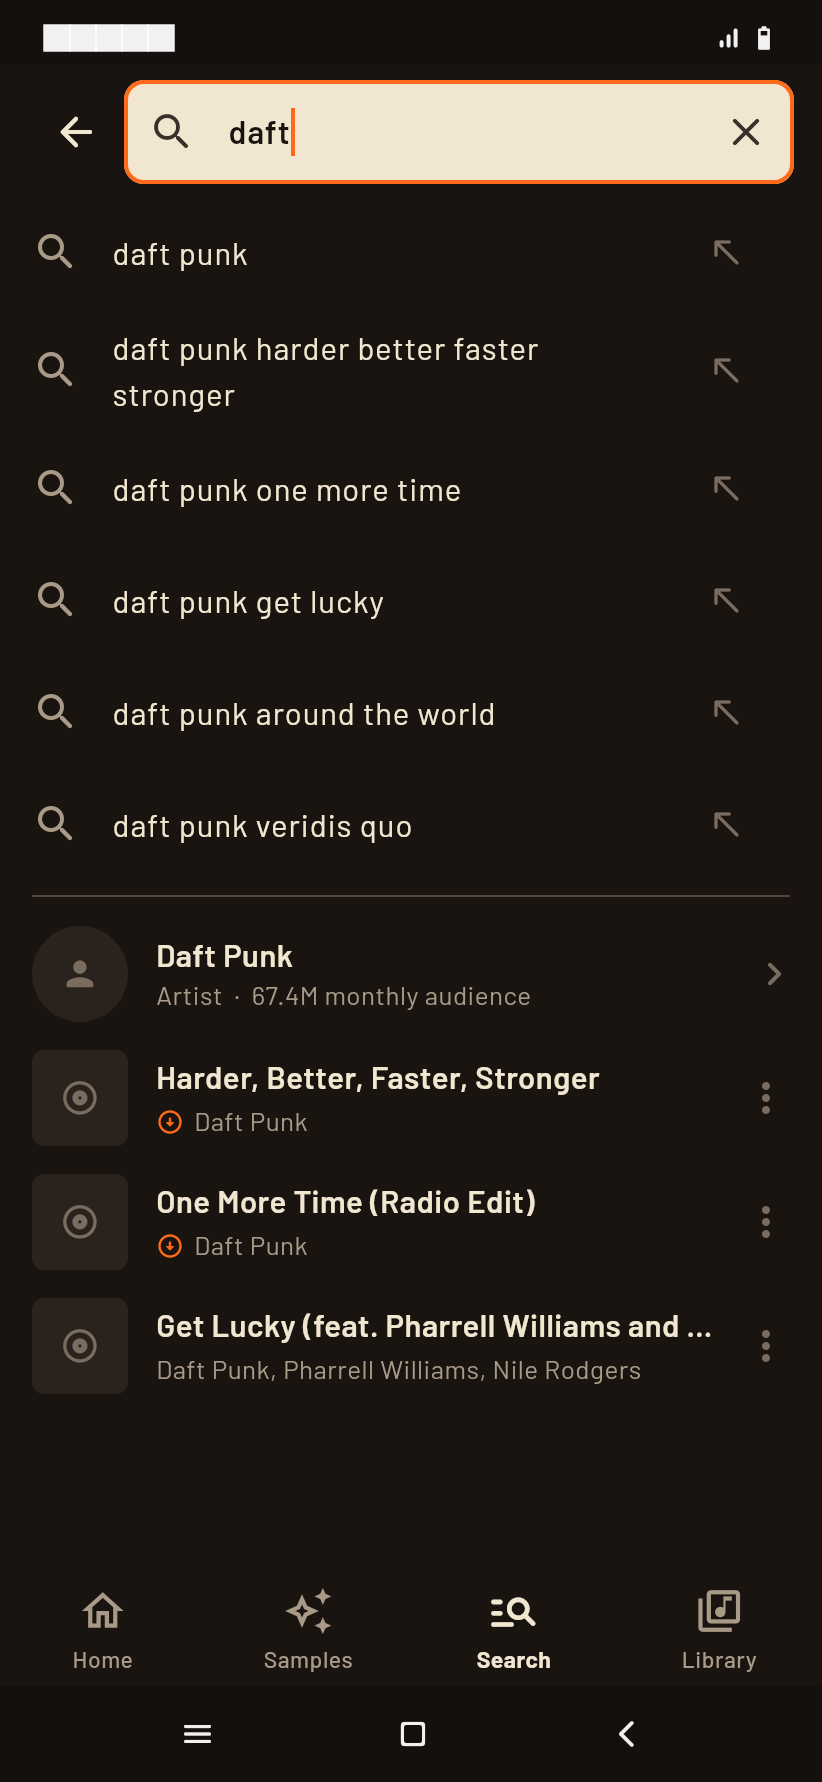 daft
daft punk
daft punk harder better faster
stronger
daft punk one more time
daft punk get lucky
daft punk around the world
daft punk veridis quo
Daft Punk
Artist · 67.4M monthly audience
Harder, Better, Faster, Stronger
Daft Punk
One More Time (Radio Edit)
Daft Punk
Get Lucky (feat. Pharrell Williams and ...
Daft Punk, Pharrell Williams, Nile Rodgers
Home Samples Search Library